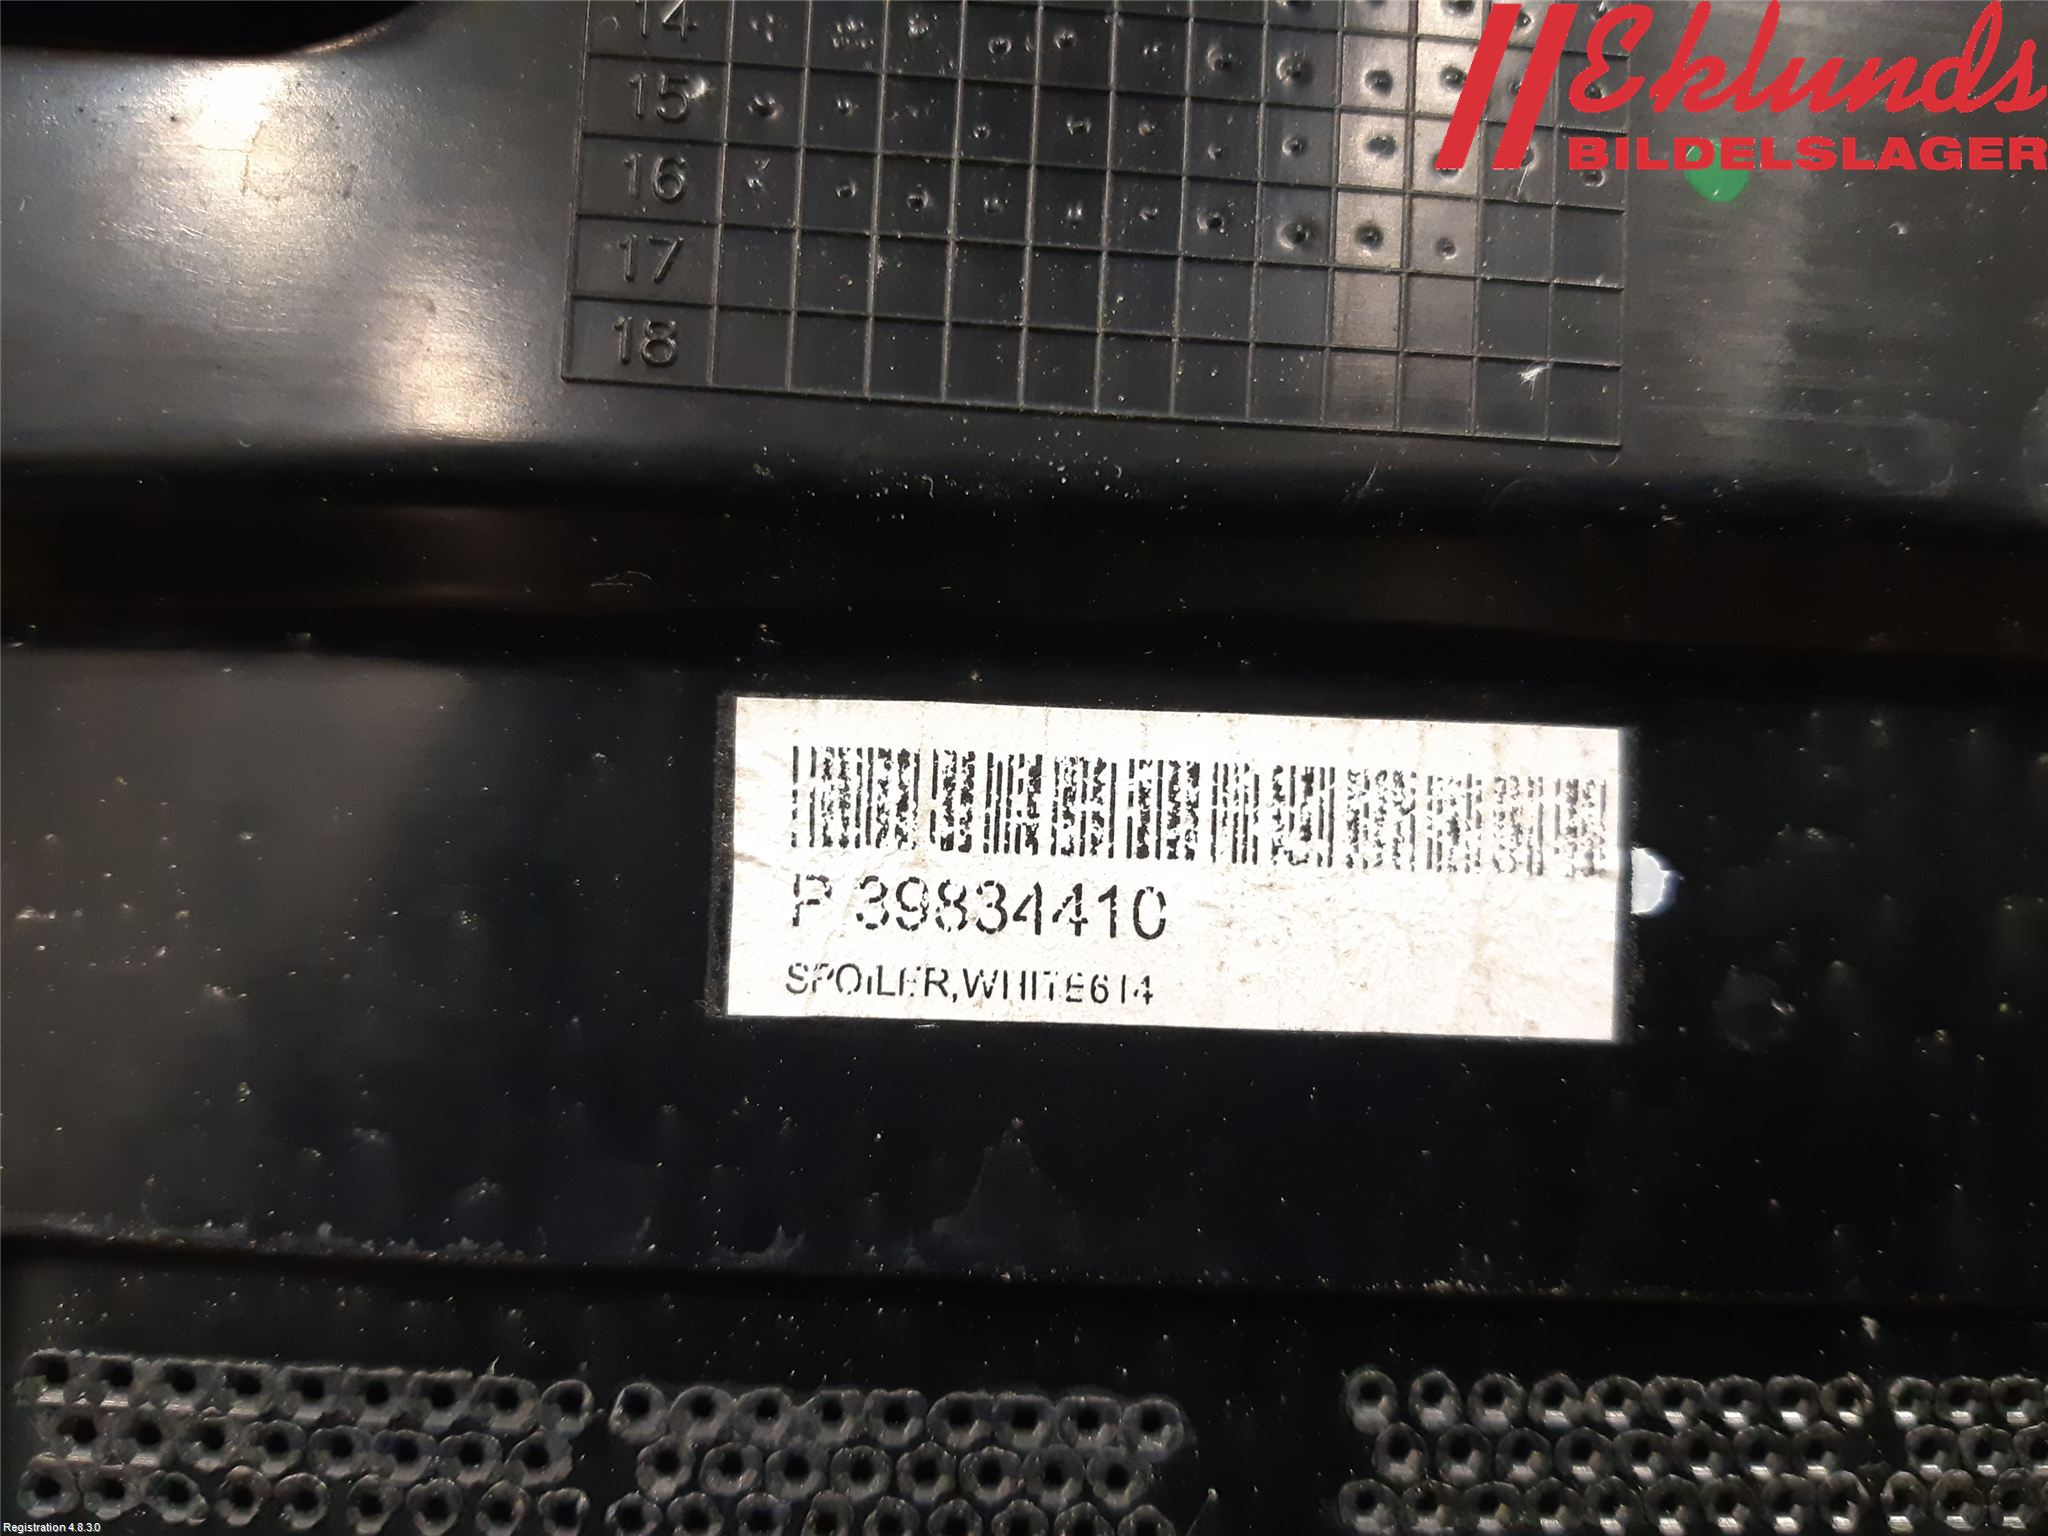 14
15
16
17
18
Eklunds
BILDELSLAGER
P 39834410
SPOILER,WHITE614
Registration 4.8.3.0